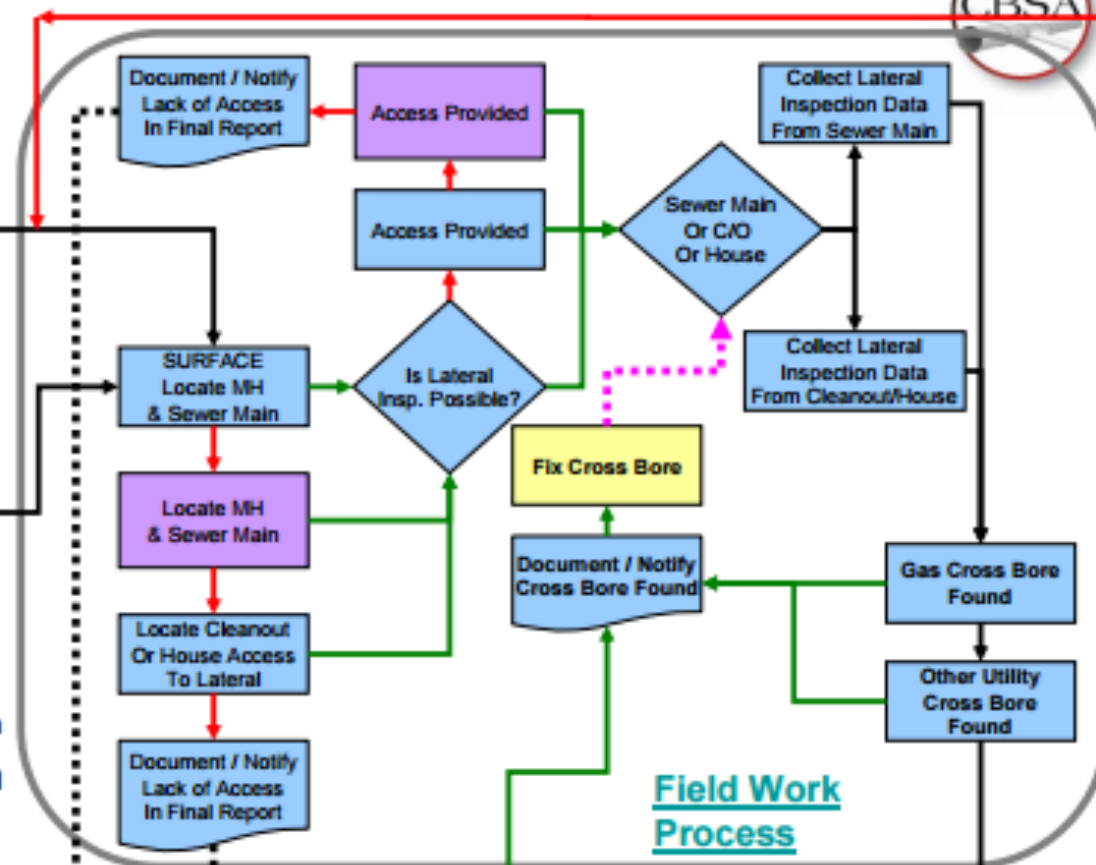 CBSA
Document / Notify
Lack of Access
In Final Report
Access Provided
Collect Lateral
Inspection Data
From Sewer Main
Access Provided
Sewer Main
Or C/O
Or House
SURFACE
Locate MH
& Sewer Main
Is Lateral
Insp. Possible?
Collect Lateral
Inspection Data
From Cleanout/House
Fix Cross Bore
Locate MH
& Sewer Main
Document / Notify
Cross Bore Found
Gas Cross Bore
Found
Locate Cleanout
Or House Access
To Lateral
Other Utility
Cross Bore
Found
Document / Notify
Lack of Access
In Final Report
Field Work
Process